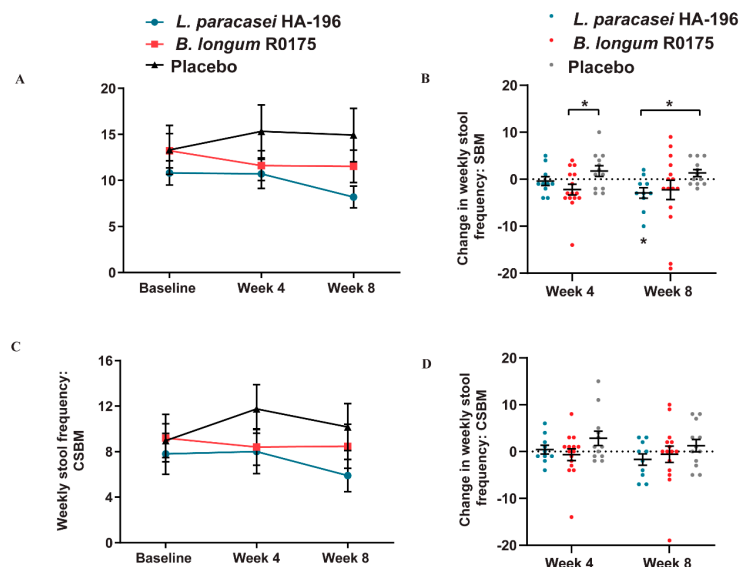 L. paracasei HA-196
B. longum R0175
Placebo
A
20
15
10
5
0
Baseline
Week 4
Week 8
L. paracasei HA-196
B. longum R0175
Placebo
B
Change in weekly stool
frequency: SBM
20
10
0
-10
-20
*
*
*
Week 4
Week 8
C
Weekly stool frequency:
CSBM
16
12
8
4
0
Baseline
Week 4
Week 8
D
Change in weekly stool
frequency: CSBM
20
10
0
-10
-20
Week 4
Week 8